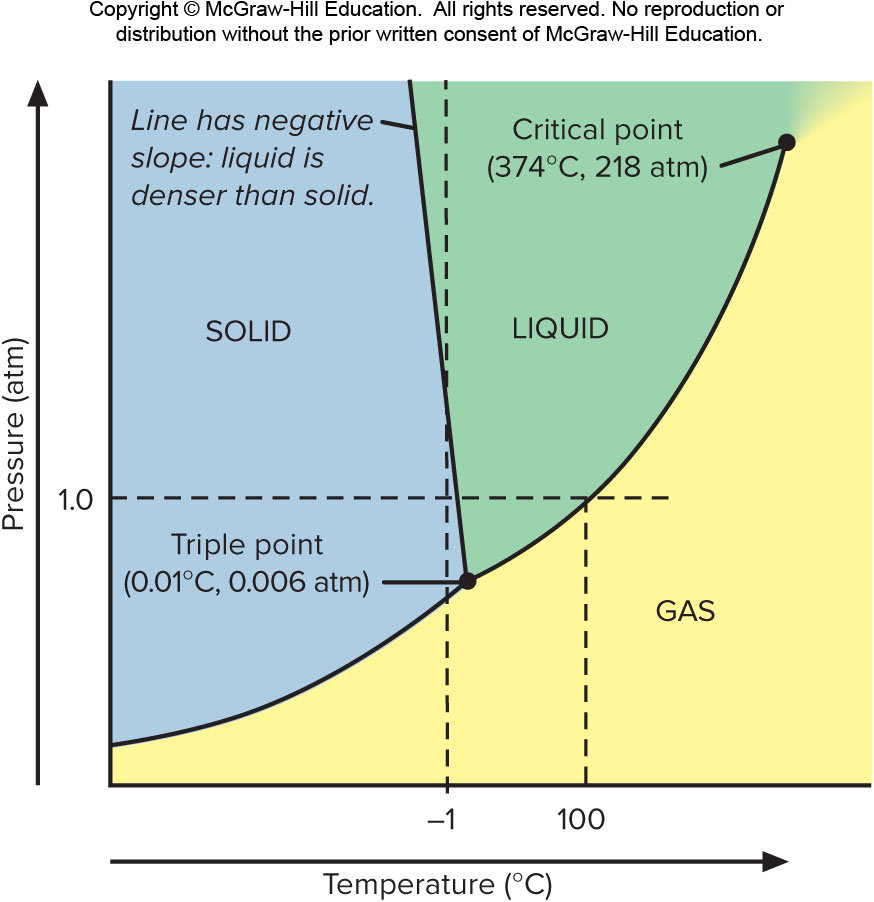 Copyright © McGraw-Hill Education.  All rights reserved. No reproduction or
distribution without the prior written consent of McGraw-Hill Education.
Line has negative
slope: liquid is
denser than solid.
Critical point
(374°C, 218 atm)
SOLID
LIQUID
Pressure (atm)
1.0
Triple point
(0.01°C, 0.006 atm)
GAS
–1
100
Temperature (°C)